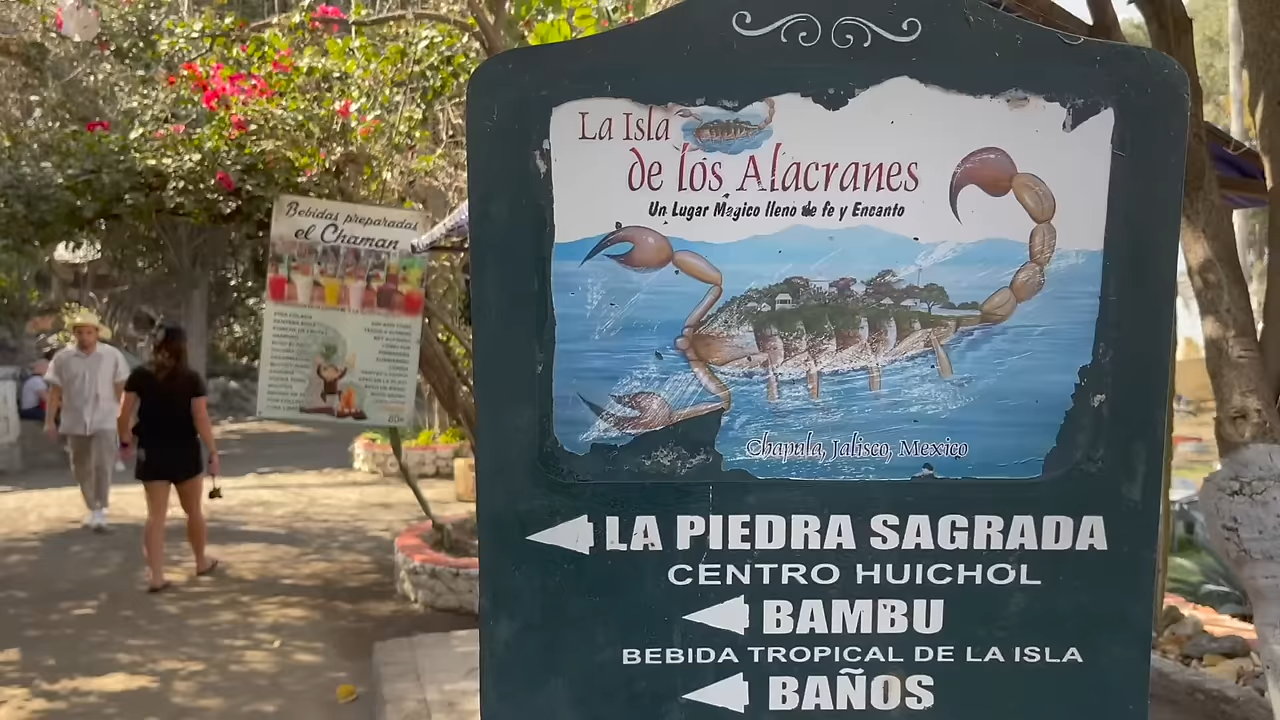 La Isla
de los Alacranes
Un Lugar Magico lleno de fe y Encanto
Chapala, Jalisco, Mexico
LA PIEDRA SAGRADA
CENTRO HUICHOL
BAMBU
BEBIDA TROPICAL DE LA ISLA
BAÑOS
Bebidas preparadas
el Chaman